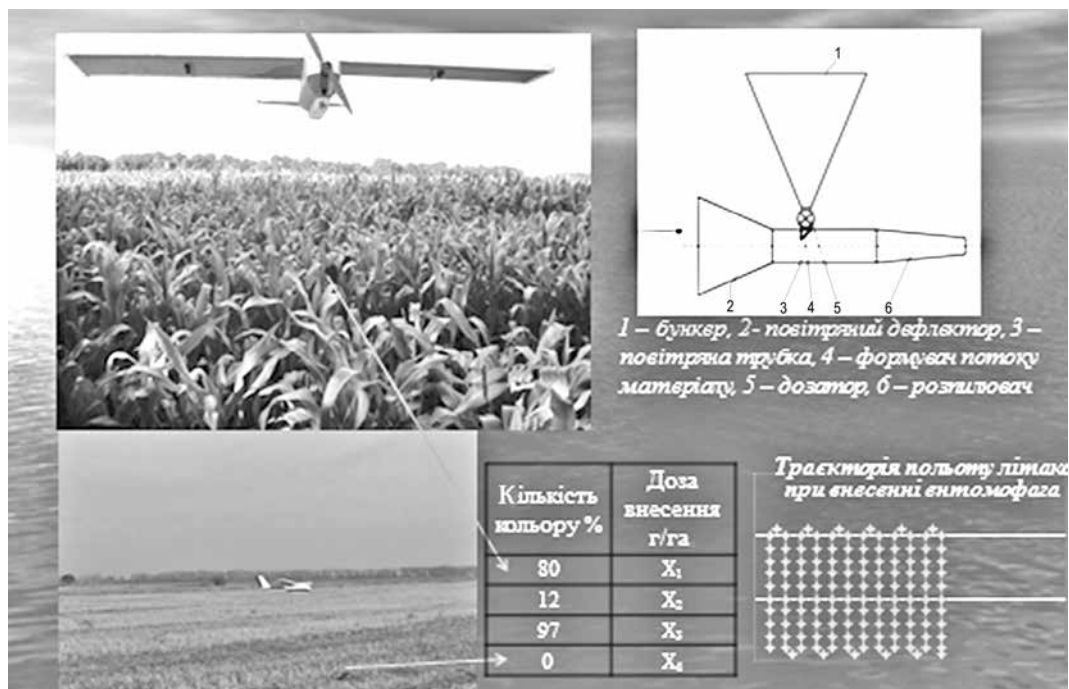 1
2
3
4
5
6
1 – бункер, 2- повітряний дефлектор, 3 –
повітряна трубка, 4 – формувач потоку
матеріалу, 5 – дозатор, 6 – розпилювач
Кількість
кольору %
Доза
внесення
г/га
80 X₁
12 X₂
97 X₃
0 X₄
Траєкторія польоту літака
при внесенні ентомофага